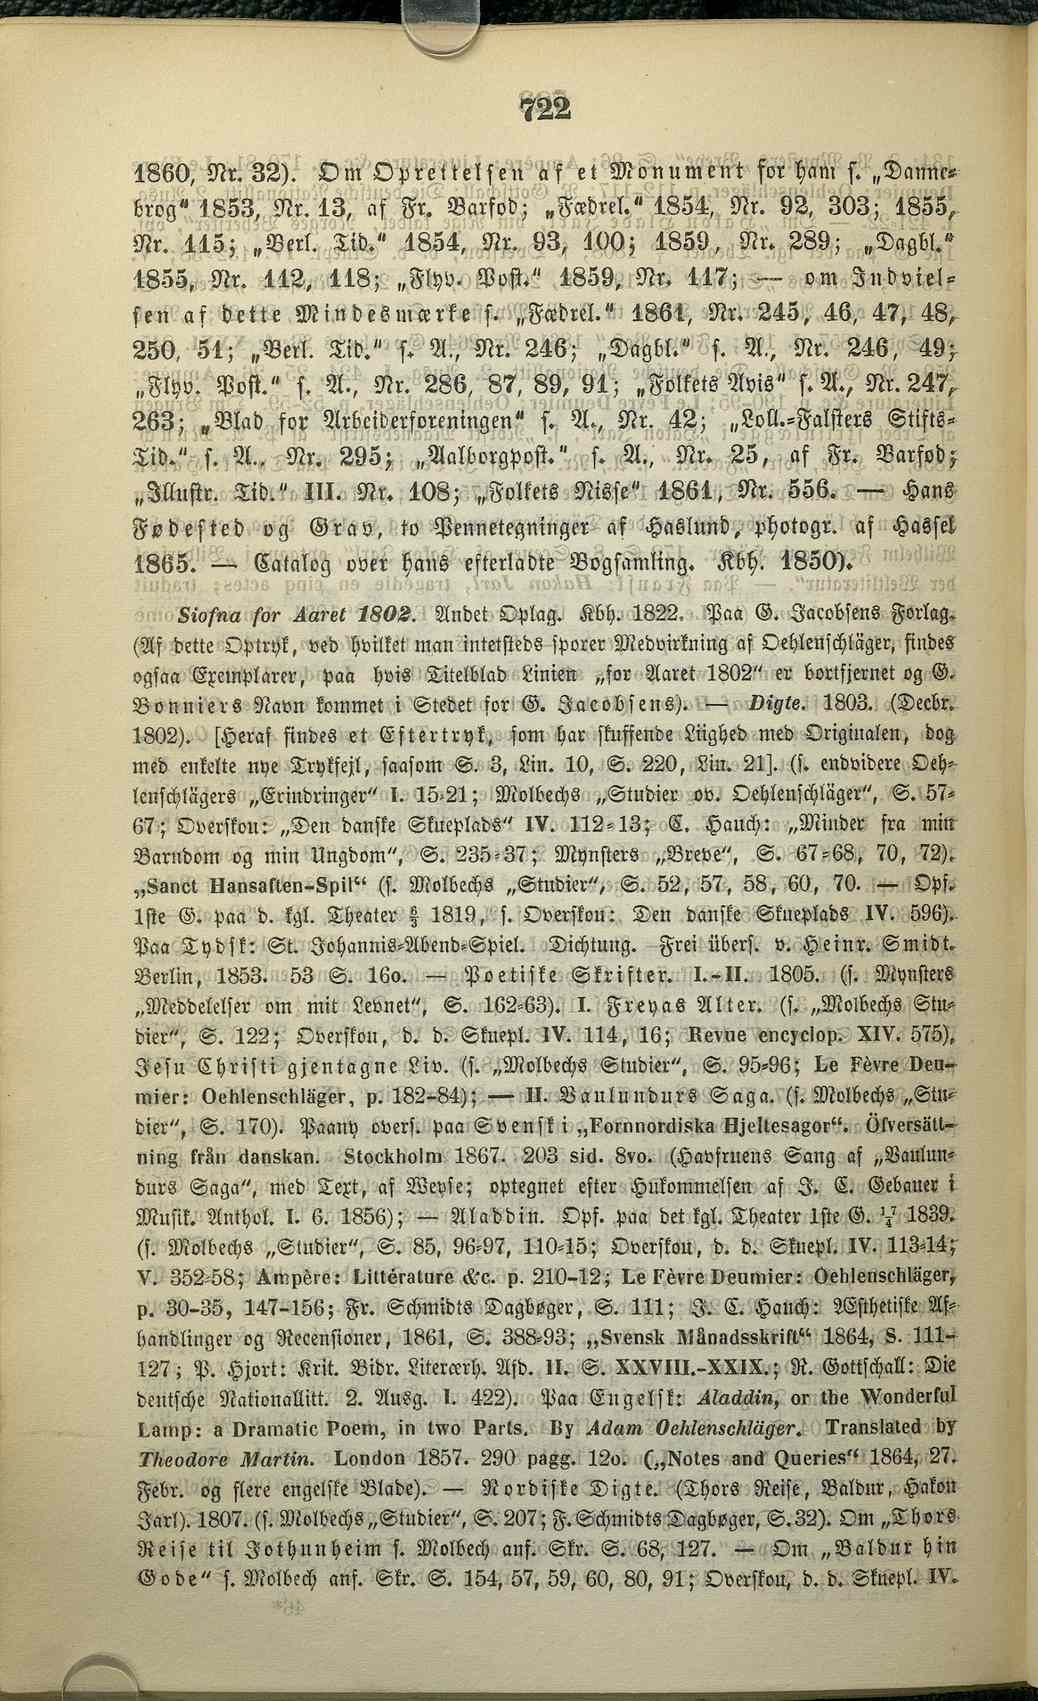 722
1860, Nr. 32). Om Oprettelsen af et Monument for ham s. „Danne-
brog“ 1853, Nr. 13, af Fr. Barfod; „Fædrel.“ 1854, Nr. 92, 303; 1855,
Nr. 115; „Berl. Tid.“ 1854, Nr. 93, 100; 1859, Nr. 289; „Dagbl.“
1855, Nr. 112, 118; „Flyv. Post.“ 1859, Nr. 117; — om Indviel-
sen af dette Mindesmærke s. „Fædrel.“ 1861, Nr. 245, 46, 47, 48,
250, 51; „Berl. Tid.“ s. A., Nr. 246; „Dagbl.“ s. A., Nr. 246, 49;
„Flyv. Post.“ s. A., Nr. 286, 87, 89, 91; „Folkets Avis“ s. A., Nr. 247,
263; „Blad for Arbeiderforeningen“ s. A., Nr. 42; „Loll.-Falsters Stifts-
Tid.“ s. A., Nr. 295; „Aalborgpost.“ s. A., Nr. 25, af Fr. Barfod;
„Illustr. Tid.“ III. Nr. 108; „Folkets Nisse“ 1861, Nr. 556. — Hans
Fødested og Grav, to Pennetegninger af Haslund, photogr. af Hassel
1865. — Catalog over hans efterladte Bogsamling. Kbh. 1850).
Siofna for Aaret 1802. Andet Oplag. Kbh. 1822. Paa G. Jacobsens Forlag.
(Af dette Optryk, ved hvilket man intetsteds sporer Medvirkning af Oehlenschläger, findes
ogsaa Exemplarer, paa hvis Titelblad Linien „for Aaret 1802“ er bortfjernet og G.
Bonniers Navn kommet i Stedet for G. Jacobsens). — Digte. 1803. (Decbr.
1802). [Heraf findes et Eftertryk, som har skuffende Liighed med Originalen, dog
med enkelte nye Trykfejl, saasom S. 3, Lin. 10, S. 220, Lin. 21]. (s. endvidere Oeh-
lenschlägers „Erindringer“ I. 15-21; Molbechs „Studier ov. Oehlenschläger“, S. 57-
67; Overskou: „Den danske Skueplads“ IV. 112-13; C. Hauch: „Minder fra min
Barndom og min Ungdom“, S. 235-37; Mynsters „Breve“, S. 67-68, 70, 72).
„Sanct Hansaften-Spil“ (s. Molbechs „Studier“, S. 52, 57, 58, 60, 70. — Opf.
1ste G. paa d. kgl. Theater 1819, s. Overskou: Den danske Skueplads IV. 596).
Paa Tydsk: St. Johannis-Abend-Spiel. Dichtung. Frei übers. v. Heinr. Smidt.
Berlin, 1853. 53 S. 16o. — Poetiske Skrifter. I.-II. 1805. (s. Mynsters
„Meddelelser om mit Levnet“, S. 162-63). I. Freyas Alter. (s. „Molbechs Stu-
dier“, S. 122; Overskou, d. d. Skuepl. IV. 114, 16; Revue encyclop. XIV. 575),
Jesu Christi gjentagne Liv. (s. „Molbechs Studier“, S. 95-96; Le Fèvre Deu-
mier: Oehlenschläger, p. 182-84); — II. Vaulundurs Saga. (s. Molbechs „Stu-
dier“, S. 170). Paany overs. paa Svensk i „Fornnordiska Hjeltesagor“. Öfversätt-
ning från danskan. Stockholm 1867. 203 sid. 8vo. (Havfruens Sang af „Vaulun-
durs Saga“, med Text, af Weyse; optegnet efter Hukommelsen af J. C. Gebauer i
Musik. Anthol. I. 6. 1856); — Aladdin. Opf. paa det kgl. Theater 1ste G. 17/4 1839.
(s. Molbechs „Studier“, S. 85, 96-97, 110-15; Overskou, d. d. Skuepl. IV. 113-14;
V. 352-58; Ampère: Littérature &c. p. 210-12; Le Fèvre Deumier: Oehlenschläger,
p. 30-35, 147-156; Fr. Schmidts Dagbøger, S. 111; J. C. Hauch: Æsthetiske Af-
handlinger og Recensioner, 1861, S. 388-93; „Svensk Månadsskrift“ 1864, S. 111-
127; P. Hjort: Krit. Bidr. Literærh. Afd. II. S. XXVIII.-XXIX.; R. Gottschall: Die
deutsche Nationallitt. 2. Ausg. I. 422). Paa Engelsk: Aladdin, or the Wonderful
Lamp: a Dramatic Poem, in two Parts. By Adam Oehlenschläger. Translated by
Theodore Martin. London 1857. 290 pagg. 12o. („Notes and Queries“ 1864, 27.
Febr. og flere engelske Blade). — Nordiske Digte. (Thors Reise, Baldur, Hakon
Jarl). 1807. (s. Molbechs „Studier“, S. 207; F. Schmidts Dagbøger, S. 32). Om „Thors
Reise til Jothunheim s. Molbech anf. Skr. S. 68, 127. — Om „Baldur hin
Gode“ s. Molbech anf. Skr. S. 154, 57, 59, 60, 80, 91; Overskou, d. d. Skuepl. IV.